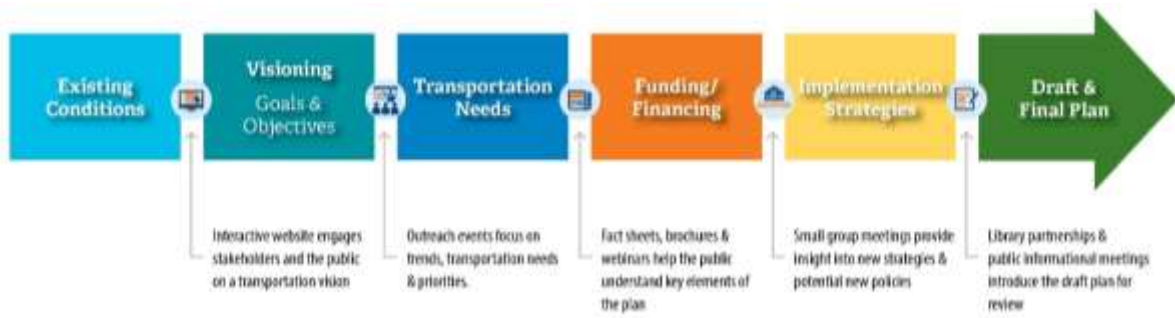 Existing
Conditions
Visioning
Goals &
Objectives
Transportation
Needs
Funding/
Financing
Implementation
Strategies
Draft &
Final Plan
Interactive website engages
stakeholders and the public
on a transportation vision
Outreach events focus on
trends, transportation needs
& priorities.
Fact sheets, brochures &
webinars help the public
understand key elements of
the plan
Small group meetings provide
insight into new strategies &
potential new policies
Library partnerships &
public informational meetings
introduce the draft plan for
review